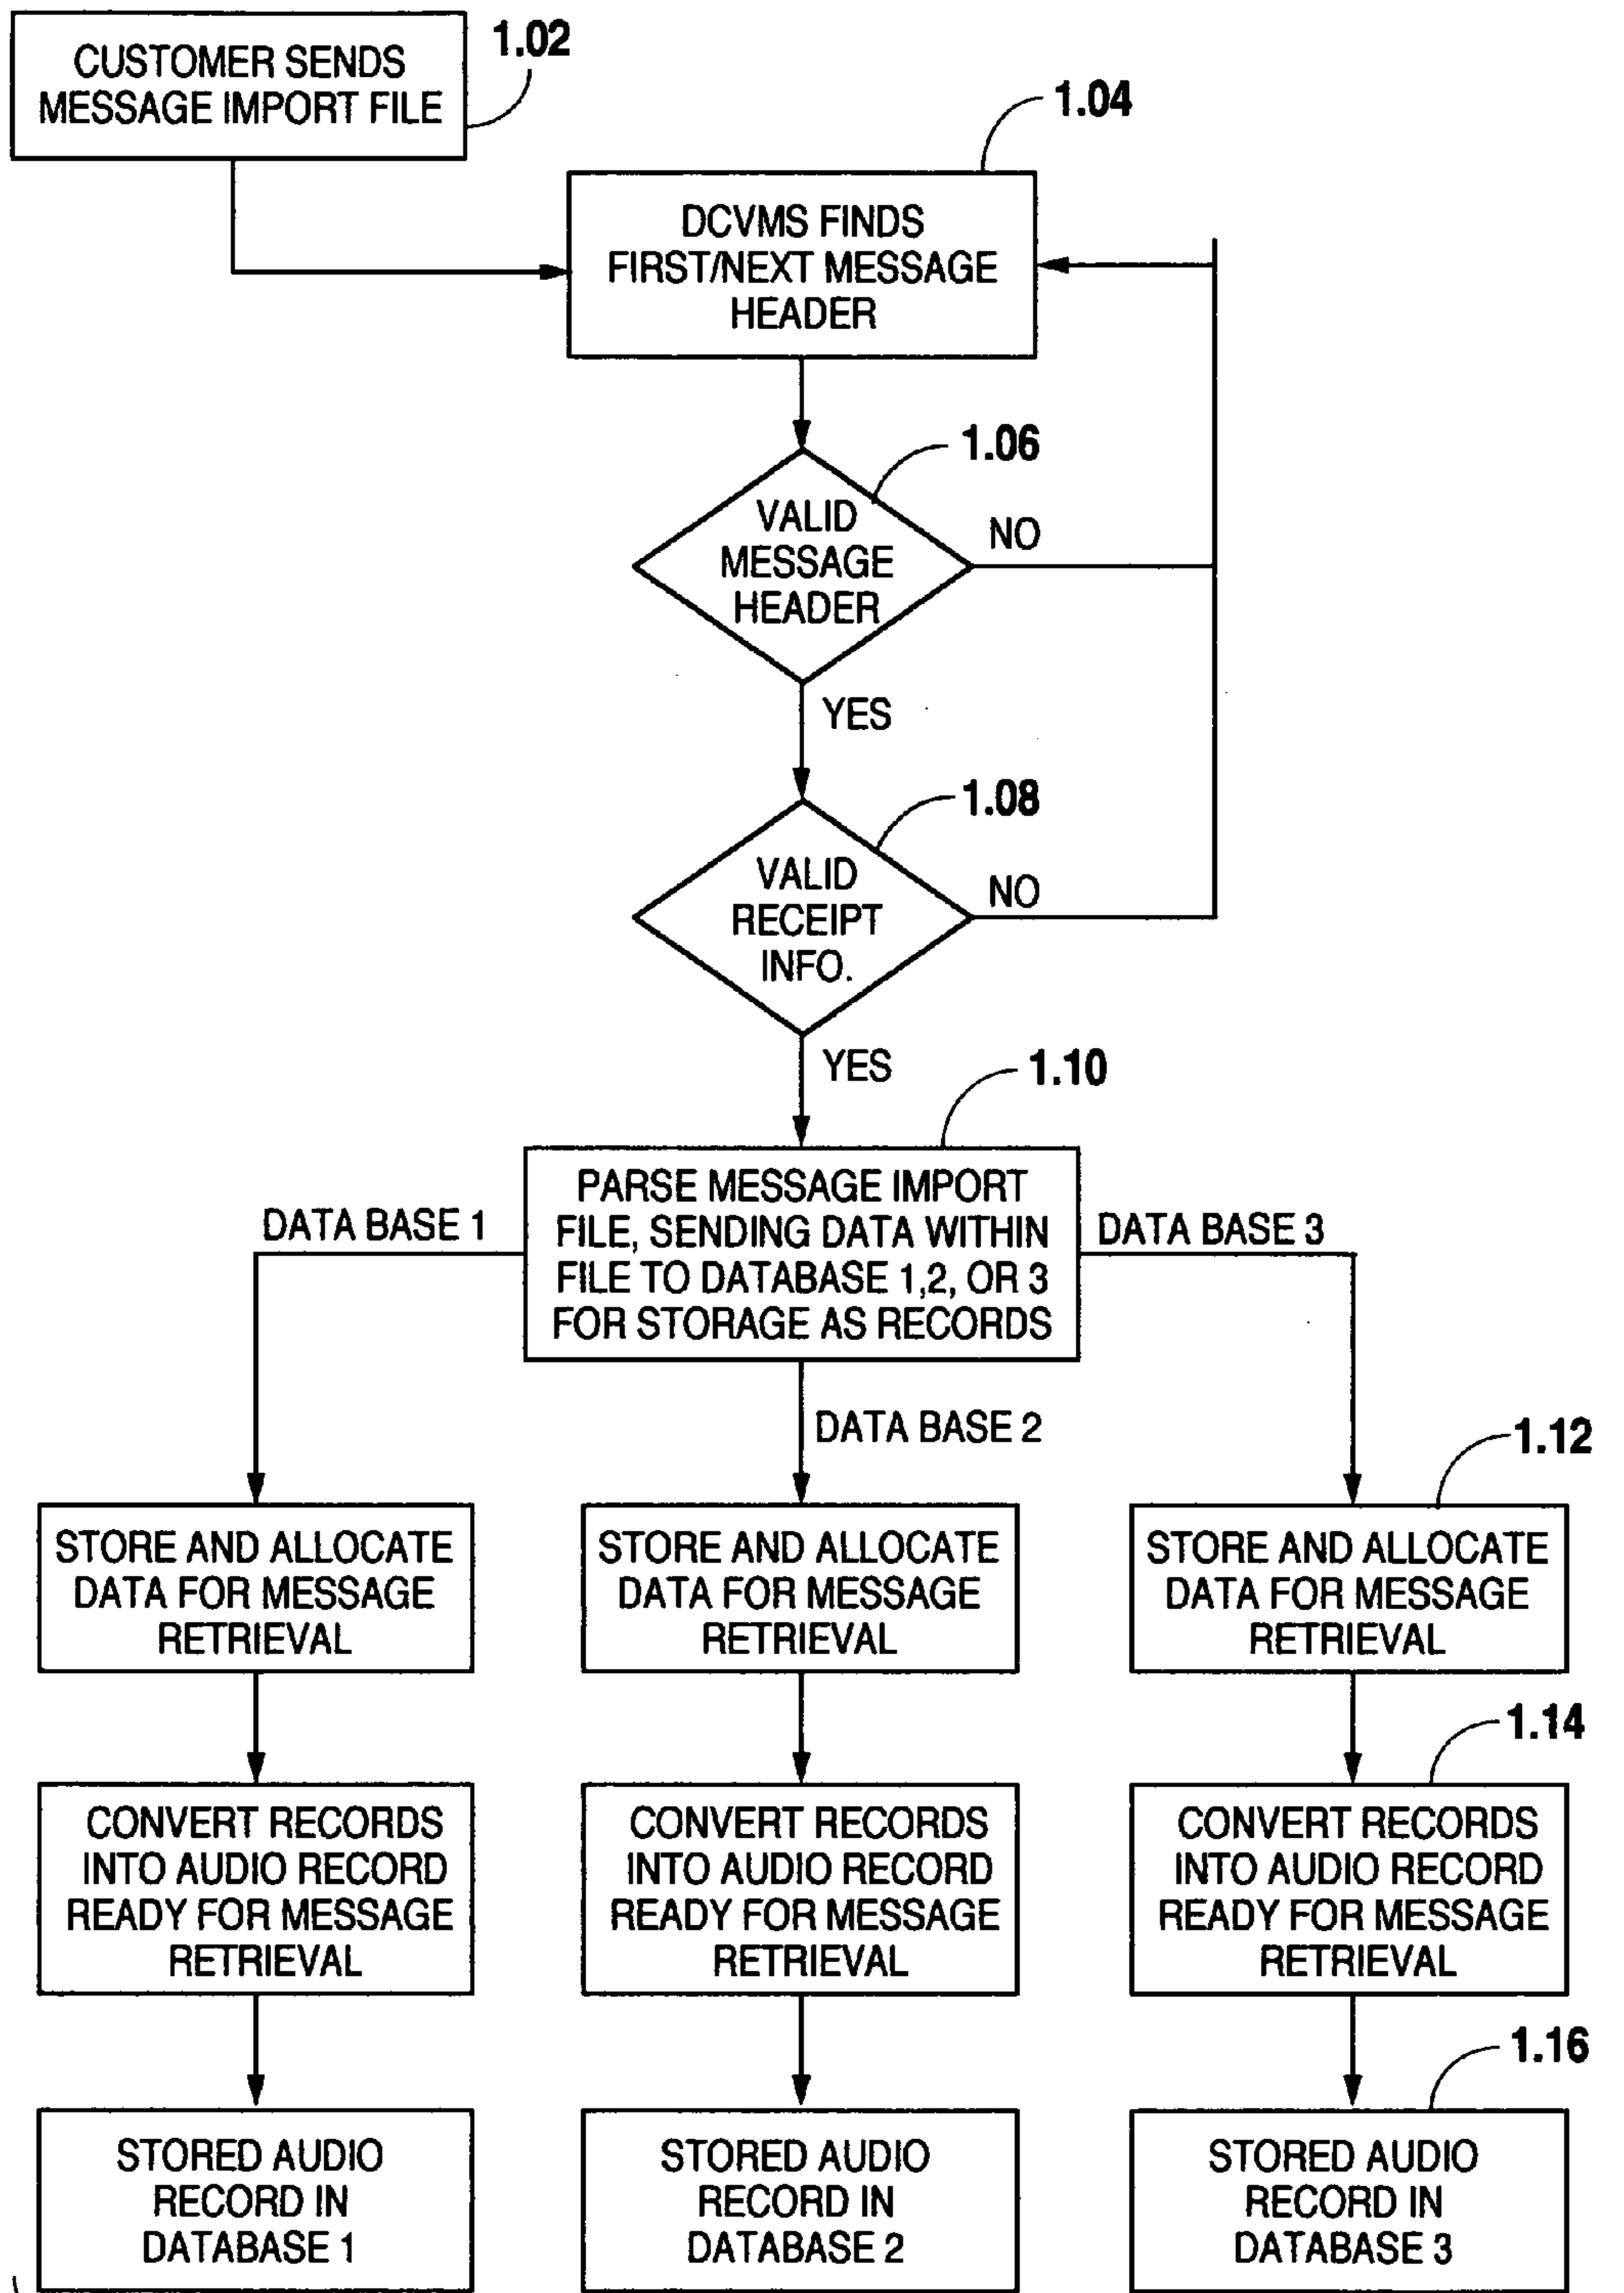 CUSTOMER SENDS
MESSAGE IMPORT FILE
1.02
1.04
DCVMS FINDS
FIRST/NEXT MESSAGE
HEADER
1.06
VALID
MESSAGE
HEADER
NO
YES
1.08
VALID
RECEIPT
INFO.
NO
YES
1.10
PARSE MESSAGE IMPORT
FILE, SENDING DATA WITHIN
FILE TO DATABASE 1,2, OR 3
FOR STORAGE AS RECORDS
DATA BASE 1
DATA BASE 3
DATA BASE 2
1.12
STORE AND ALLOCATE
DATA FOR MESSAGE
RETRIEVAL
STORE AND ALLOCATE
DATA FOR MESSAGE
RETRIEVAL
STORE AND ALLOCATE
DATA FOR MESSAGE
RETRIEVAL
1.14
CONVERT RECORDS
INTO AUDIO RECORD
READY FOR MESSAGE
RETRIEVAL
CONVERT RECORDS
INTO AUDIO RECORD
READY FOR MESSAGE
RETRIEVAL
CONVERT RECORDS
INTO AUDIO RECORD
READY FOR MESSAGE
RETRIEVAL
1.16
STORED AUDIO
RECORD IN
DATABASE 1
STORED AUDIO
RECORD IN
DATABASE 2
STORED AUDIO
RECORD IN
DATABASE 3